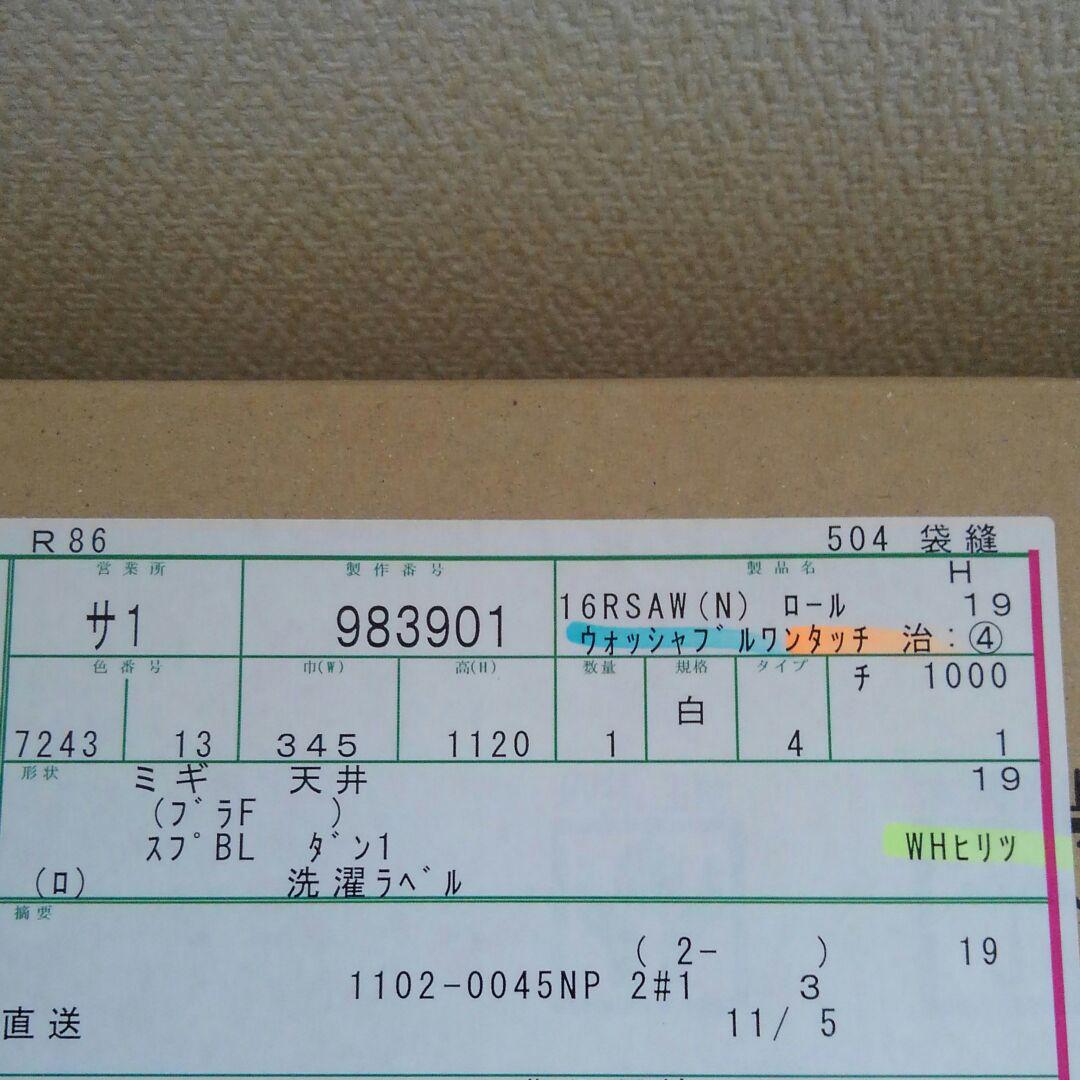 R 86 504 袋縫
営業所 製作番号 製品名 H
サ1 983901 16RSAW(N) ロール 19
ウォッシャブルワンタッチ 治:④
色番号 巾(W) 高(H) 数量 規格 タイプ チ 1000
白
7243 13 345 1120 1 4 1
形状 ミギ 天井 19
(ブラF )
スプBL ダン1 WHヒリツ
(ロ) 洗濯ラベル
摘要
( 2- ) 19
1102-0045NP 2#1 3
直送 11/ 5